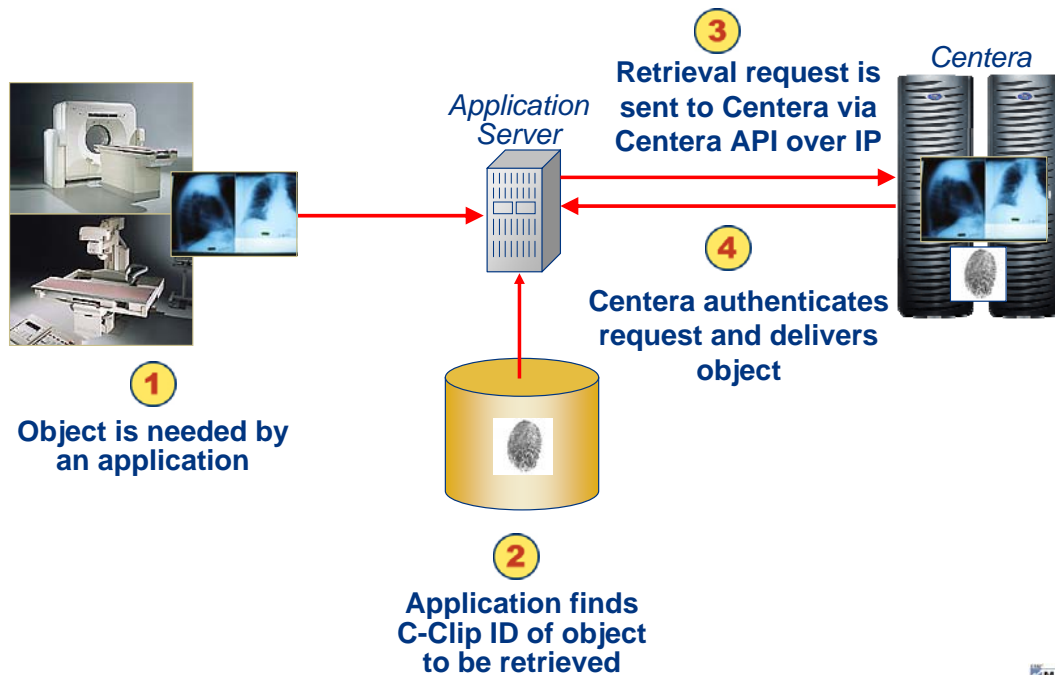 3
Retrieval request is
sent to Centera via
Centera API over IP
Centera
Application
Server
4
Centera authenticates
request and delivers
object
1
Object is needed by
an application
2
Application finds
C-Clip ID of object
to be retrieved